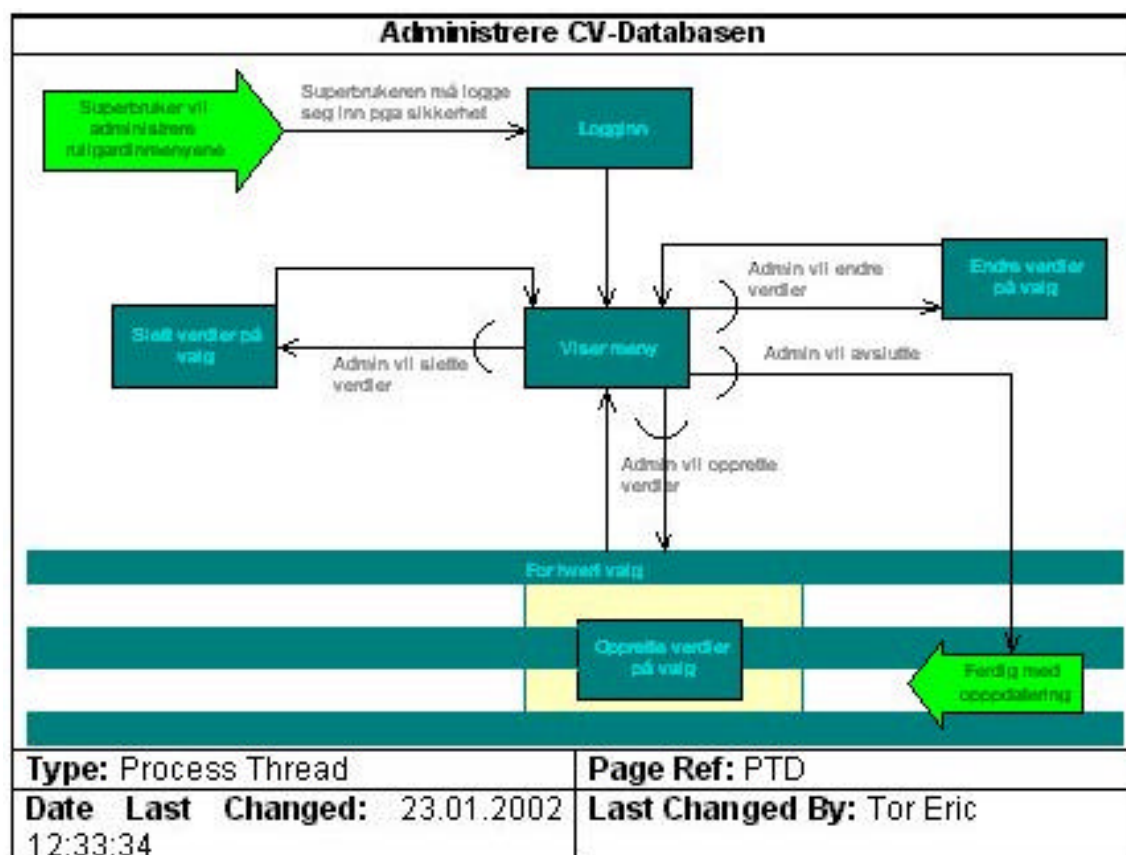 Administrere CV-Databasen
Superbruker vil
administrere
rullgardinmenyene
Superbrukeren må logge
seg inn pga sikkerhet
Logginn
Admin vil endre
verdier
Endre verdier
på valg
Slett verdier på
valg
Viser meny
Admin vil slette
verdier
Admin vil avslutte
Admin vil opprette
verdier
For hvert valg
Opprette verdier
på valg
Ferdig med
oppdatering
Type: Process Thread
Page Ref: PTD
Date Last Changed: 23.01.2002
12:33:34
Last Changed By: Tor Eric